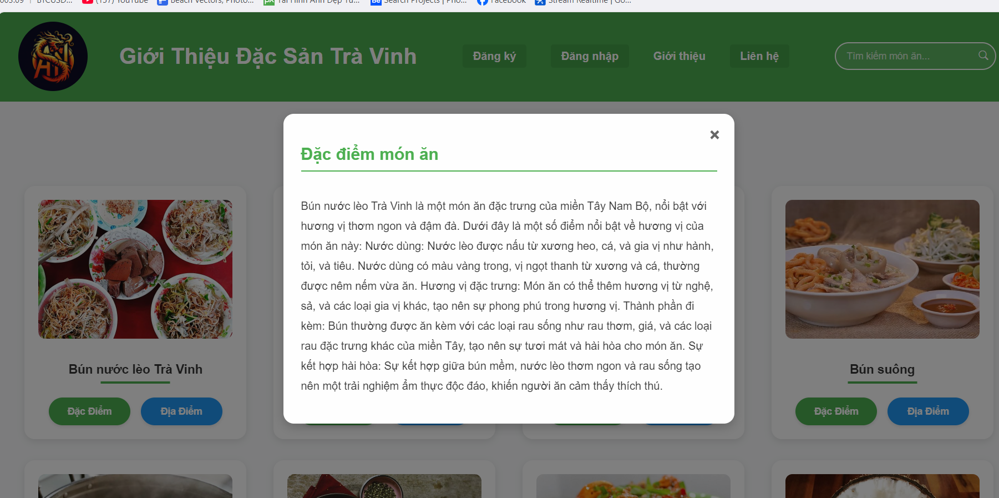 BTCUSD...
(157) YouTube
Beach Vectors, Photo...
Tải Hình Ảnh Đẹp Từ...
Search Projects | Pho...
Facebook
Stream Realtime | Go...
Giới Thiệu Đặc Sản Trà Vinh
Đăng ký
Đăng nhập
Giới thiệu
Liên hệ
Tìm kiếm món ăn...
×
Đặc điểm món ăn
Bún nước lèo Trà Vinh là một món ăn đặc trưng của miền Tây Nam Bộ, nổi bật với
hương vị thơm ngon và đậm đà. Dưới đây là một số điểm nổi bật về hương vị của
món ăn này: Nước dùng: Nước lèo được nấu từ xương heo, cá, và gia vị như hành,
tỏi, và tiêu. Nước dùng có màu vàng trong, vị ngọt thanh từ xương và cá, thường
được nêm nếm vừa ăn. Hương vị đặc trưng: Món ăn có thể thêm hương vị từ nghệ,
sả, và các loại gia vị khác, tạo nên sự phong phú trong hương vị. Thành phần đi
kèm: Bún thường được ăn kèm với các loại rau sống như rau thơm, giá, và các loại
rau đặc trưng khác của miền Tây, tạo nên sự tươi mát và hài hòa cho món ăn. Sự
kết hợp hài hòa: Sự kết hợp giữa bún mềm, nước lèo thơm ngon và rau sống tạo
nên một trải nghiệm ẩm thực độc đáo, khiến người ăn cảm thấy thích thú.
Bún nước lèo Trà Vinh
Đặc Điểm
Địa Điểm
Bún suông
Đặc Điểm
Địa Điểm